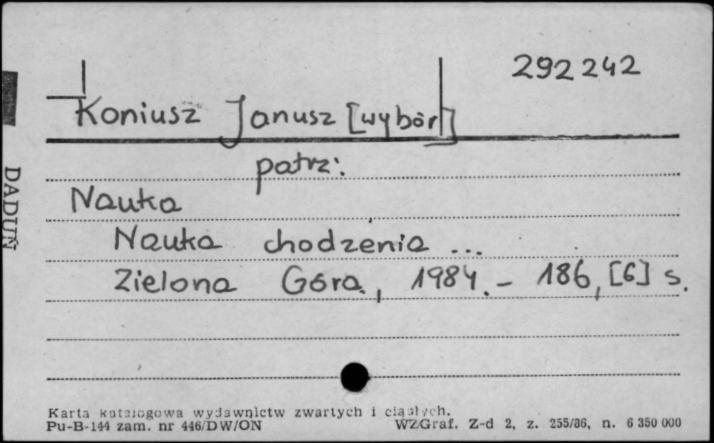 292242
Koniusz Janusz [wybór]
patrz:
Nauka
Nauka chodzenia ...
Zielona Góra, 1984. - 186, [6] s.
DADUŃ
Karta katalogowa wydawnictw zwartych i ciągłych.
Pu-B-144 zam. nr 446/DW/ON WZGraf. Z-d 2, z. 255/86, n. 6 350 000